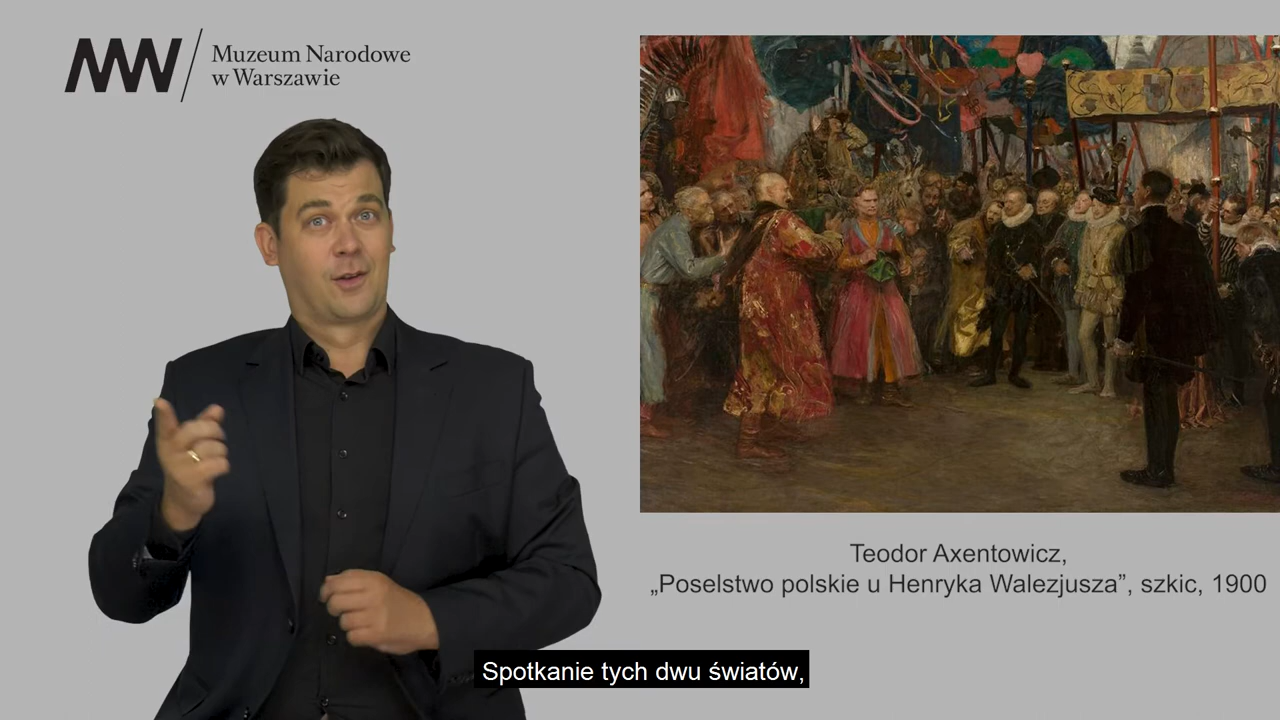 MW
Muzeum Narodowe
w Warszawie
Teodor Axentowicz,
„Poselstwo polskie u Henryka Walezjusza”, szkic, 1900
Spotkanie tych dwu światów,